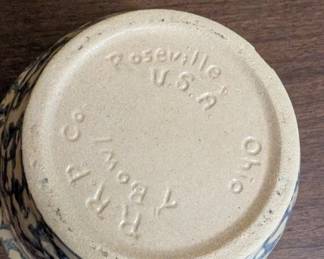 Roseville
U.S.A
Ohio
R R P Co
Bowl